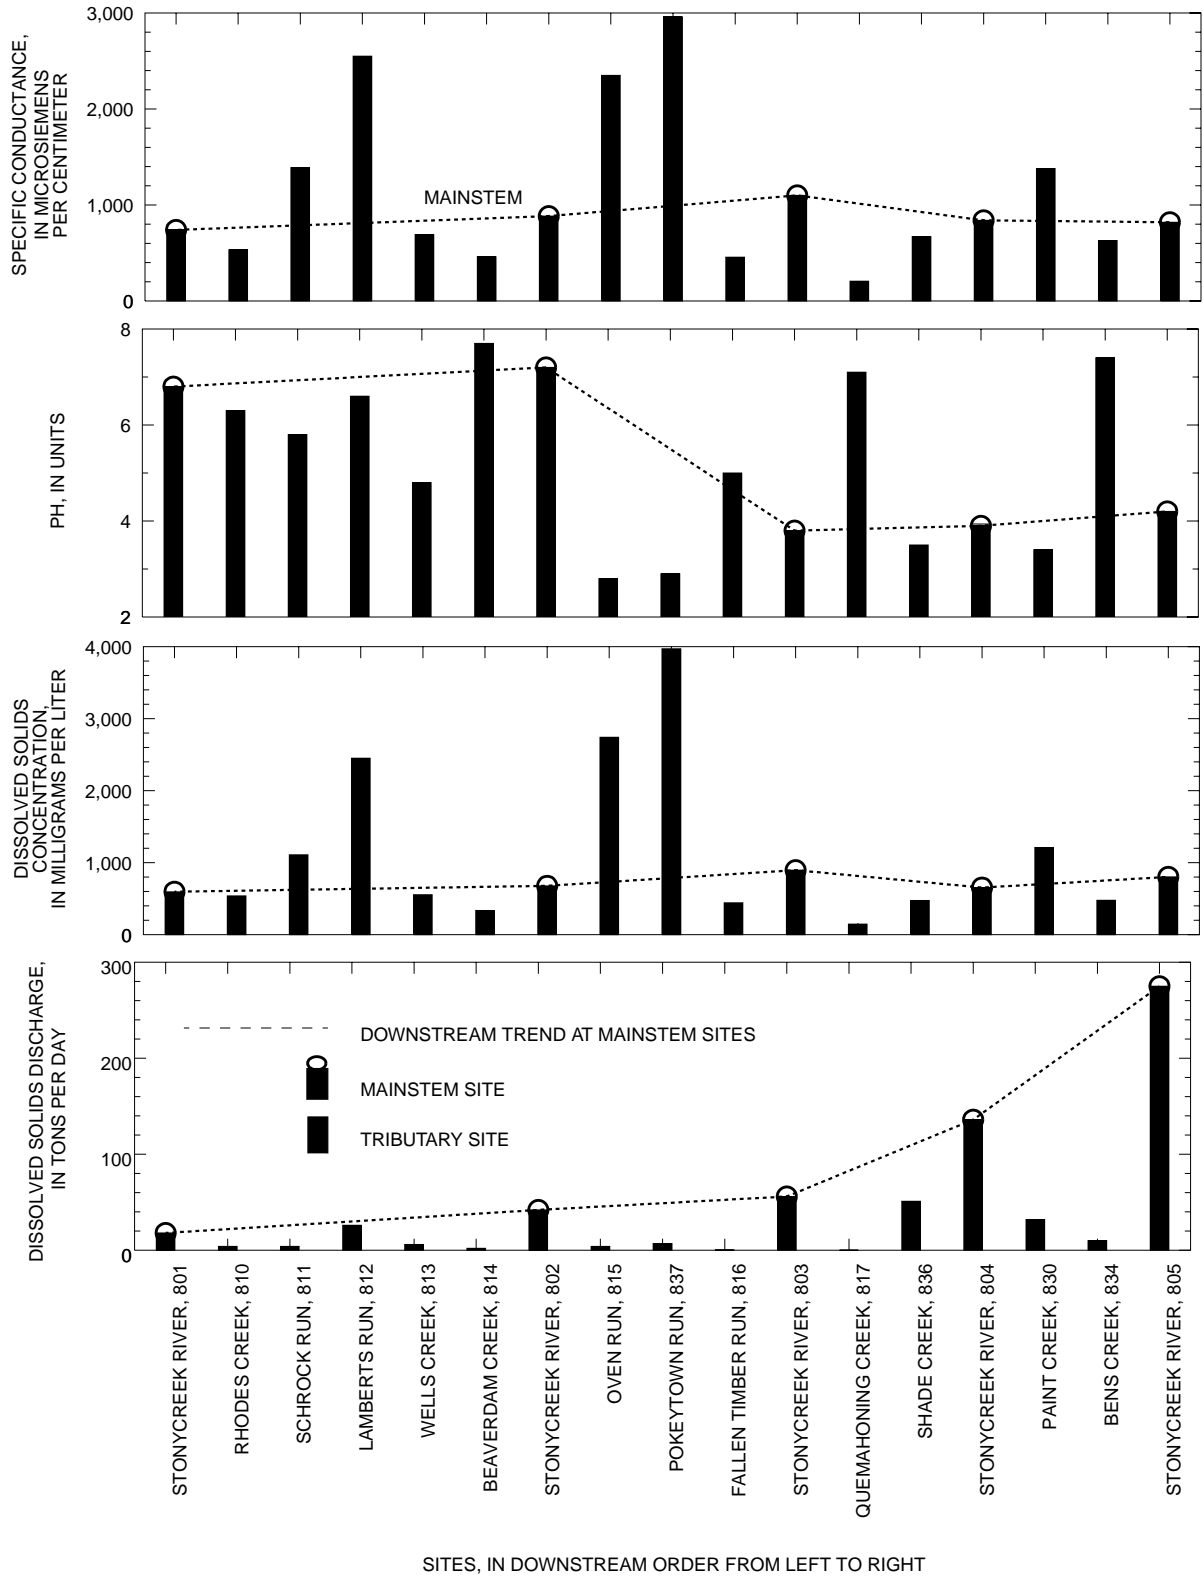 SPECIFIC CONDUCTANCE,
IN MICROSIEMENS
PER CENTIMETER
3,000
2,000
1,000
0
MAINSTEM
PH, IN UNITS
8
6
4
2
DISSOLVED SOLIDS
CONCENTRATION,
IN MILLIGRAMS PER LITER
4,000
3,000
2,000
1,000
0
DISSOLVED SOLIDS DISCHARGE,
IN TONS PER DAY
300
200
100
0
DOWNSTREAM TREND AT MAINSTEM SITES
MAINSTEM SITE
TRIBUTARY SITE
STONYCREEK RIVER, 801
RHODES CREEK, 810
SCHROCK RUN, 811
LAMBERTS RUN, 812
WELLS CREEK, 813
BEAVERDAM CREEK, 814
STONYCREEK RIVER, 802
OVEN RUN, 815
POKEYTOWN RUN, 837
FALLEN TIMBER RUN, 816
STONYCREEK RIVER, 803
QUEMAHONING CREEK, 817
SHADE CREEK, 836
STONYCREEK RIVER, 804
PAINT CREEK, 830
BENS CREEK, 834
STONYCREEK RIVER, 805
SITES, IN DOWNSTREAM ORDER FROM LEFT TO RIGHT